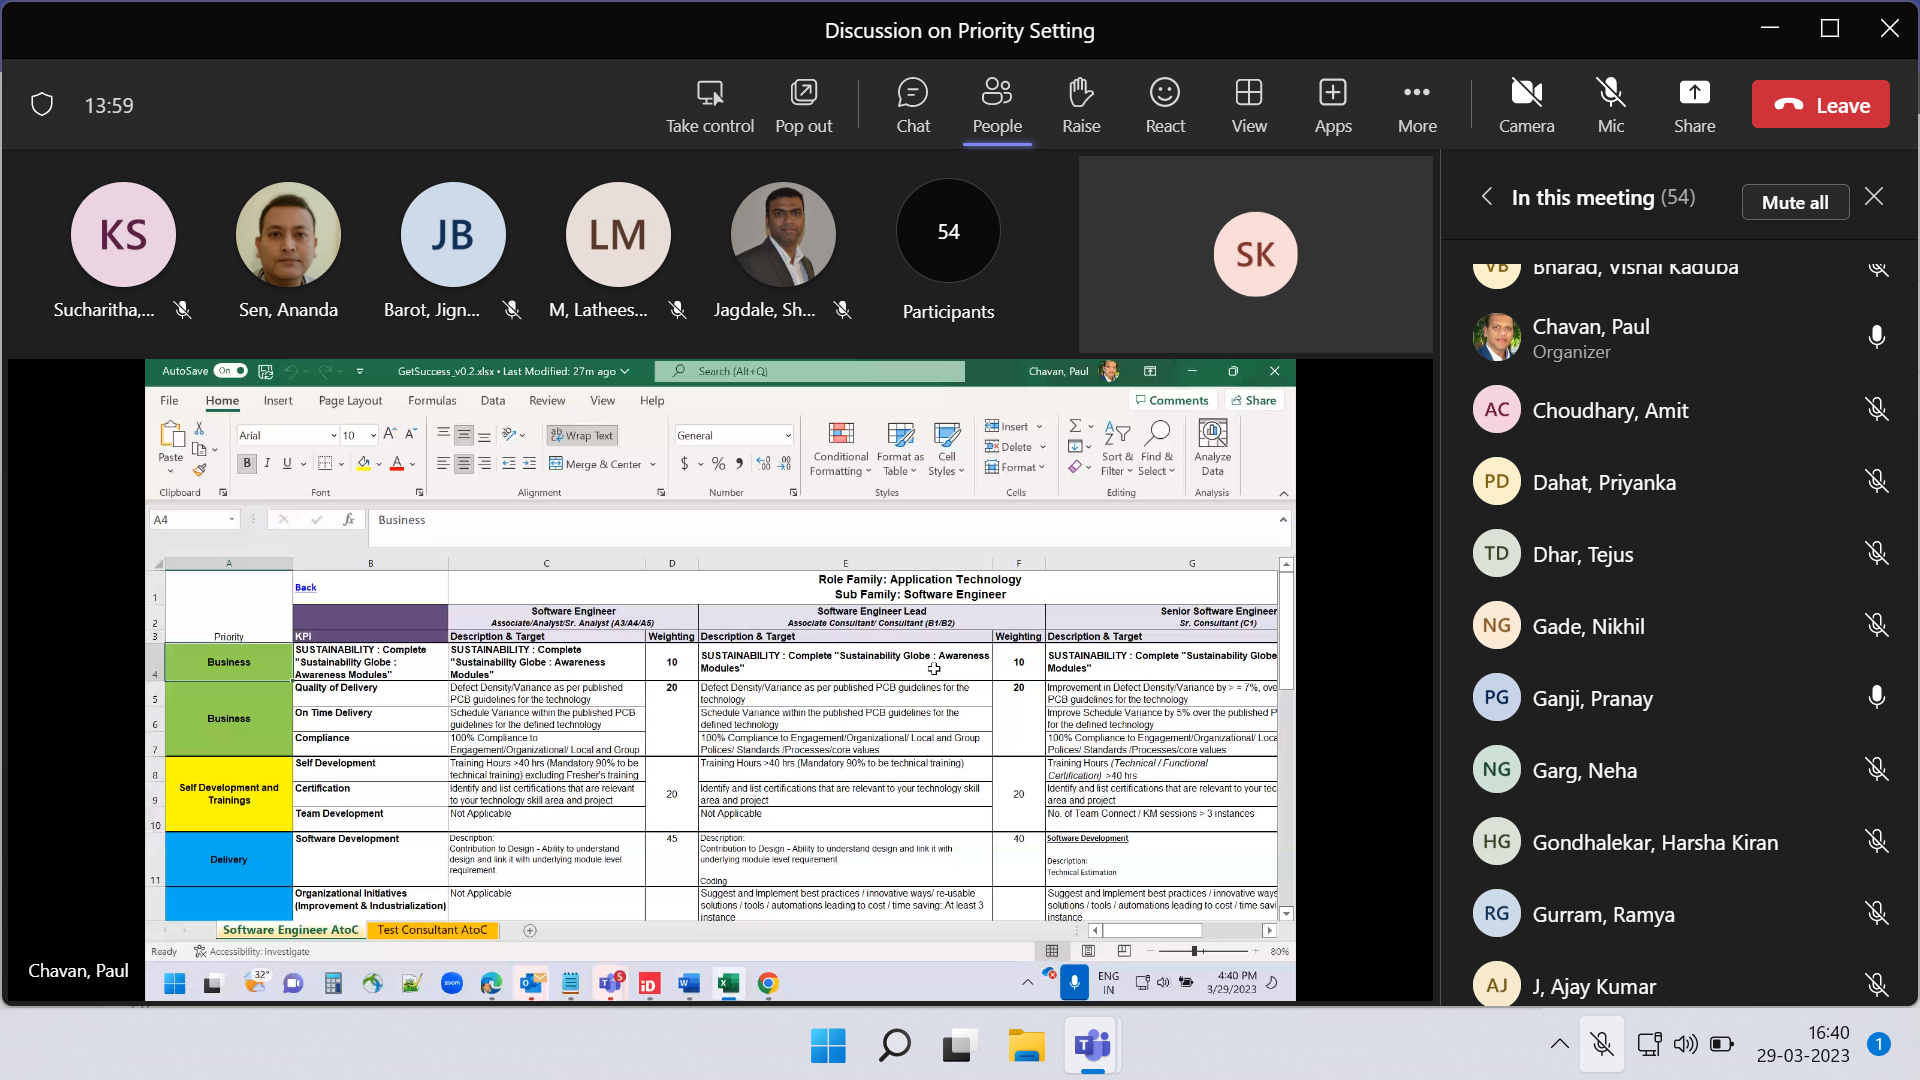 Discussion on Priority Setting
13:59
Take control
Pop out
Chat
People
Raise
React
View
Apps
More
Camera
Mic
Share
Leave
KS
JB
LM
54
SK
Sucharitha,...
Sen, Ananda
Barot, Jign...
M, Lathees...
Jagdale, Sh...
Participants
In this meeting (54)
Mute all
VB Bharad, Vishal Kaduba
Chavan, Paul
Organizer
AC Choudhary, Amit
PD Dahat, Priyanka
TD Dhar, Tejus
NG Gade, Nikhil
PG Ganji, Pranay
NG Garg, Neha
HG Gondhalekar, Harsha Kiran
RG Gurram, Ramya
AJ J, Ajay Kumar
AutoSave On
GetSuccess_v0.2.xlsx • Last Modified: 27m ago
Search (Alt+Q)
Chavan, Paul
File Home Insert Page Layout Formulas Data Review View Help
Comments Share
Paste
Clipboard
Arial 10
B I U
Font
Wrap Text
Merge & Center
Alignment
General
$ % 9
Number
Conditional Formatting
Format as Table
Cell Styles
Styles
Insert
Delete
Format
Cells
Sort & Filter
Find & Select
Editing
Analyze Data
Analysis
A4
fx
Business
A B C D E F G
1 Back Role Family: Application Technology
Sub Family: Software Engineer
2 Software Engineer Software Engineer Lead Senior Software Engineer
Associate/Analyst/Sr. Analyst (A3/A4/A5) Associate Consultant/ Consultant (B1/B2) Sr. Consultant (C1)
3 Priority KPI Description & Target Weighting Description & Target Weighting Description & Target
4 Business
SUSTAINABILITY : Complete
"Sustainability Globe :
Awareness Modules"
SUSTAINABILITY : Complete
"Sustainability Globe : Awareness
Modules"
10
SUSTAINABILITY : Complete "Sustainability Globe : Awareness
Modules"
10
SUSTAINABILITY : Complete "Sustainability Globe
Modules"
Business
5 Quality of Delivery
Defect Density/Variance as per published
PCB guidelines for the technology
20
Defect Density/Variance as per published PCB guidelines for the
technology
20
Improvement in Defect Density/Variance by > = 7%, ove
PCB guidelines for the technology
6 On Time Delivery
Schedule Variance within the published PCB
guidelines for the defined technology
Schedule Variance within the published PCB guidelines for the
defined technology
Improve Schedule Variance by 5% over the published P
for the defined technology
7 Compliance
100% Compliance to
Engagement/Organizational/ Local and Group
100% Compliance to Engagement/Organizational/ Local and Group
Polices/ Standards /Processes/core values
100% Compliance to Engagement/Organizational/ Loca
Polices/ Standards /Processes/core values
Self Development and
Trainings
8 Self Development
Training Hours >40 hrs (Mandatory 90% to be
technical training) excluding Fresher's training
Training Hours >40 hrs (Mandatory 90% to be technical training)
Training Hours (Technical / Functional
Certification) >40 hrs
9 Certification
Identify and list certifications that are relevant
to your technology skill area and project
20
Identify and list certifications that are relevant to your technology skill
area and project
20
Identify and list certifications that are relevant to your tec
area and project
10 Team Development
Not Applicable
Not Applicable
No. of Team Connect / KM sessions > 3 instances
11 Delivery
Software Development
Description:
Contribution to Design - Ability to understand
design and link it with underlying module level
requirement.
45
Description:
Contribution to Design - Ability to understand design and link it with
underlying module level requirement
Coding
40
Software Development
Description:
Technical Estimation
Organizational Initiatives
(Improvement & Industrialization)
Not Applicable
Suggest and Implement best practices / innovative ways/ re-usable
solutions / tools / automations leading to cost / time saving: At least 3
instance
Suggest and Implement best practices / innovative ways
solutions / tools / automations leading to cost / time savi
instance
Software Engineer AtoC
Test Consultant AtoC
Ready
Accessibility: Investigate
80%
Chavan, Paul
32°
zoom
5
iD
ENG
IN
4:40 PM
3/29/2023
16:40
29-03-2023
1